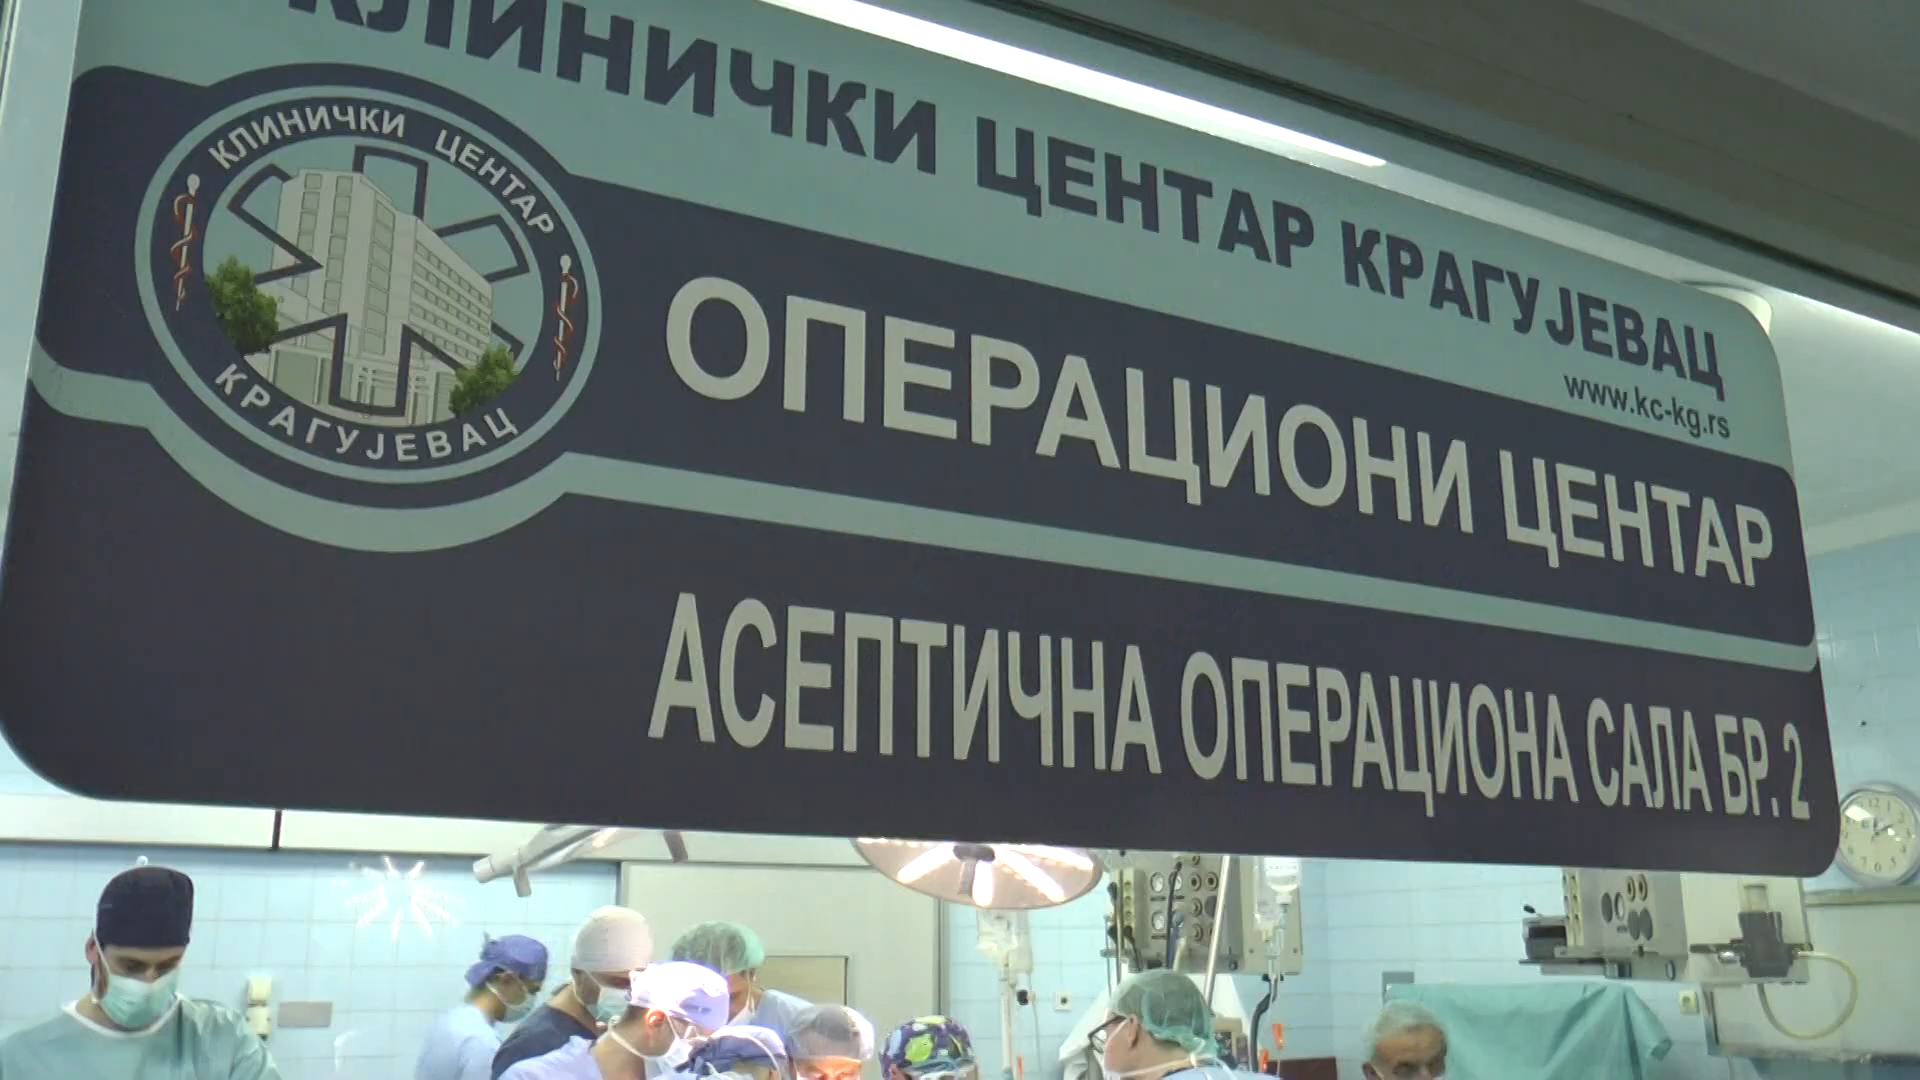 КЛИНИЧКИ ЦЕНТАР КРАГУЈЕВАЦ
www.kc-kg.rs
КЛИНИЧКИ ЦЕНТАР
КРАГУЈЕВАЦ
ОПЕРАЦИОНИ ЦЕНТАР
АСЕПТИЧНА ОПЕРАЦИОНА САЛА БР. 2